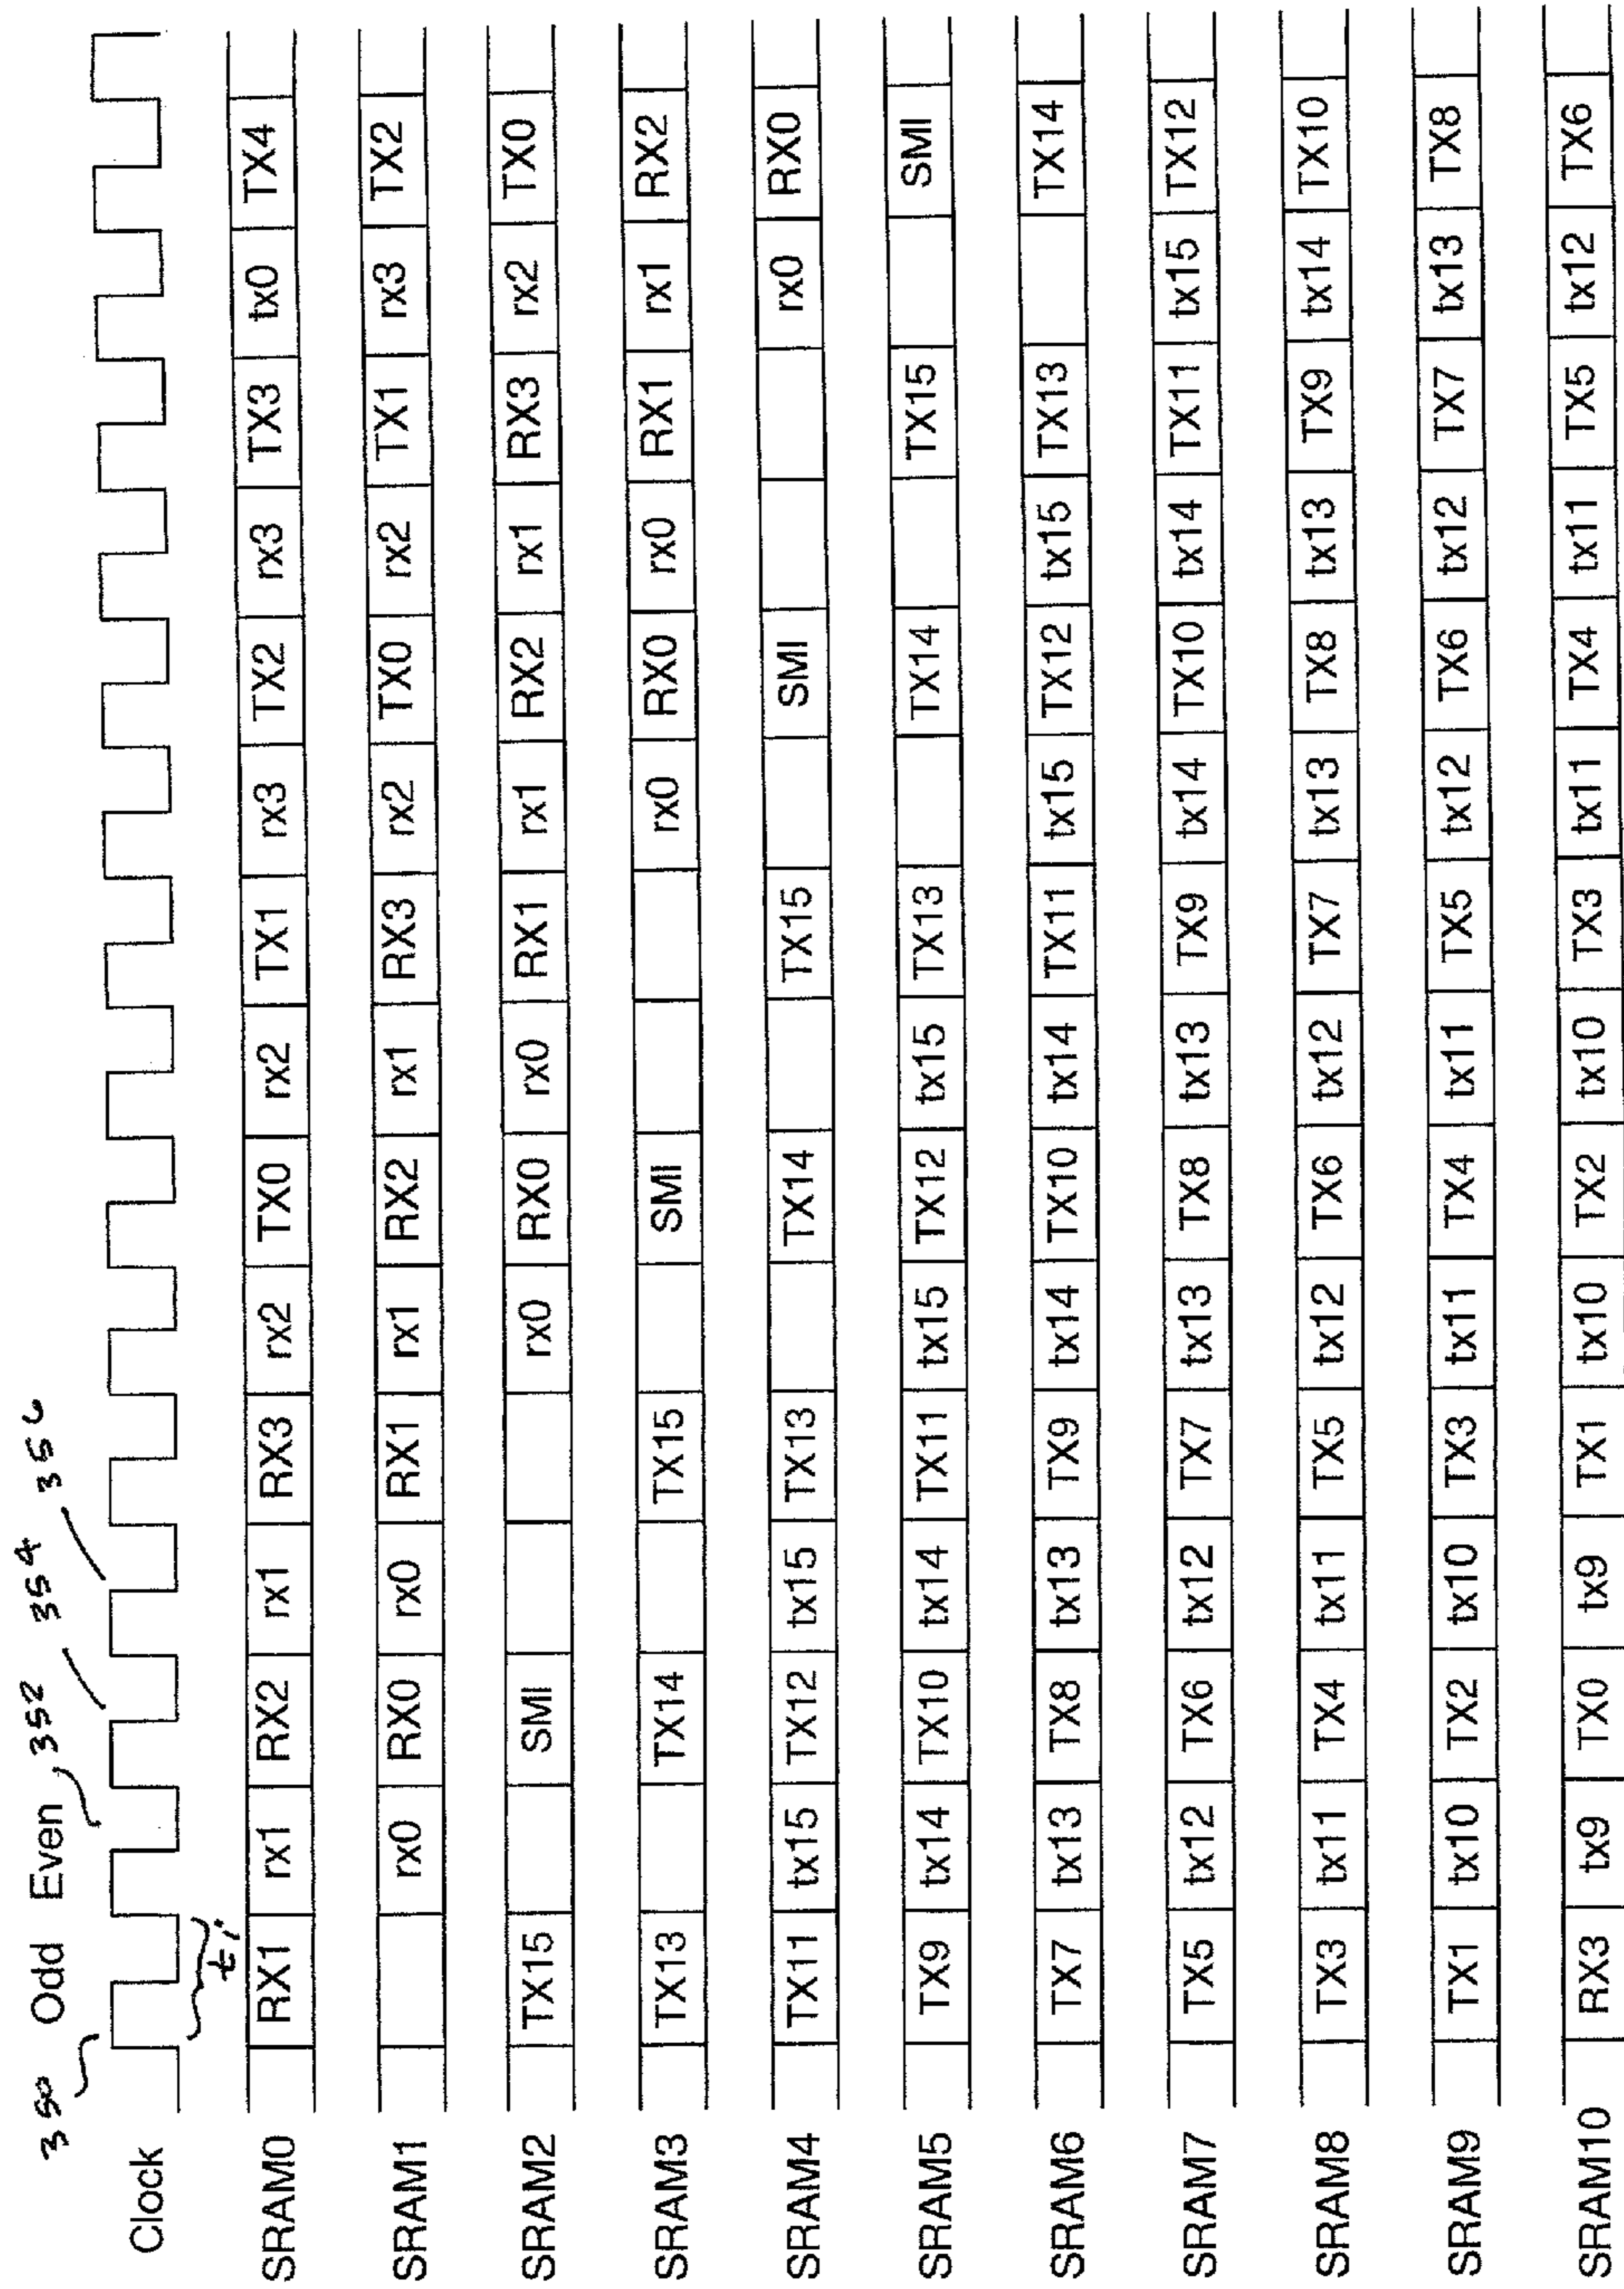 350 Odd Even 352 354 356
Clock
ti
SRAM0 RX1 rx1 RX2 rx1 RX3 rx2 TX0 rx2 TX1 rx3 TX2 rx3 TX3 tx0 TX4
SRAM1 rx0 RX0 rx0 RX1 rx1 RX2 rx1 RX3 rx2 TX0 rx2 TX1 rx3 TX2
SRAM2 TX15 SMI rx0 RX0 rx0 RX1 rx1 RX2 rx1 RX3 rx2 TX0
SRAM3 TX13 TX14 TX15 SMI rx0 RX0 rx0 RX1 rx1 RX2
SRAM4 TX11 tx15 TX12 tx15 TX13 TX14 TX15 SMI rx0 RX0
SRAM5 TX9 tx14 TX10 tx14 TX11 tx15 TX12 tx15 TX13 TX14 TX15 SMI
SRAM6 TX7 tx13 TX8 tx13 TX9 tx14 TX10 tx14 TX11 tx15 TX12 tx15 TX13 TX14
SRAM7 TX5 tx12 TX6 tx12 TX7 tx13 TX8 tx13 TX9 tx14 TX10 tx14 TX11 tx15 TX12
SRAM8 TX3 tx11 TX4 tx11 TX5 tx12 TX6 tx12 TX7 tx13 TX8 tx13 TX9 tx14 TX10
SRAM9 TX1 tx10 TX2 tx10 TX3 tx11 TX4 tx11 TX5 tx12 TX6 tx12 TX7 tx13 TX8
SRAM10 RX3 tx9 TX0 tx9 TX1 tx10 TX2 tx10 TX3 tx11 TX4 tx11 TX5 tx12 TX6